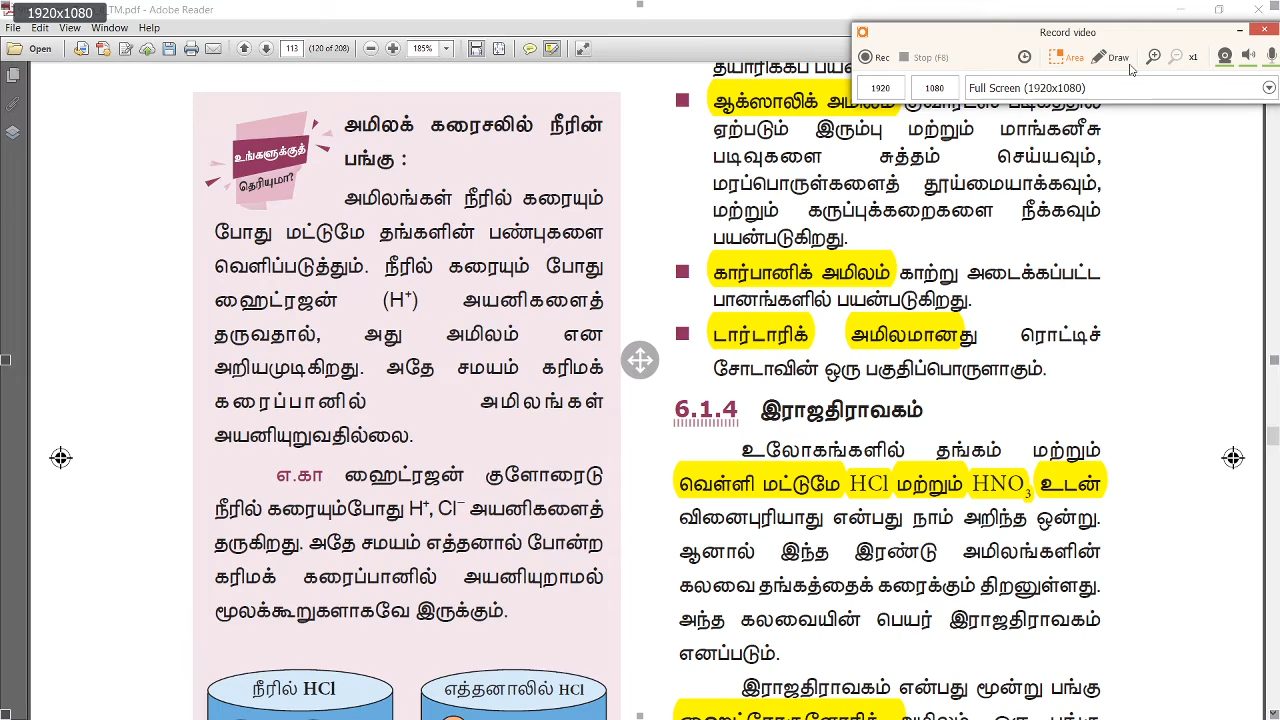 1920x1080
_TM.pdf - Adobe Reader
File Edit View Window Help
Open 113 (120 of 208) 185%
Record video
Rec Stop (F8) Area Draw x1
1920 1080 Full Screen (1920x1080)
உங்களுக்குத்
தெரியுமா?
அமிலக் கரைசலில் நீரின்
பங்கு :
அமிலங்கள் நீரில் கரையும்
போது மட்டுமே தங்களின் பண்புகளை
வெளிப்படுத்தும். நீரில் கரையும் போது
ஹைட்ரஜன் (H⁺) அயனிகளைத்
தருவதால், அது அமிலம் என
அறியமுடிகிறது. அதே சமயம் கரிமக்
கரைப்பானில் அமிலங்கள்
அயனியுறுவதில்லை.
எ.கா ஹைட்ரஜன் குளோரைடு
நீரில் கரையும்போது H⁺, Cl⁻ அயனிகளைத்
தருகிறது. அதே சமயம் எத்தனால் போன்ற
கரிமக் கரைப்பானில் அயனியுறாமல்
மூலக்கூறுகளாகவே இருக்கும்.
நீரில் HCl
எத்தனாலில் HCl
ஆக்ஸாலிக் அமிலம் குவார்ட்ஸ் படிகத்தில்
ஏற்படும் இரும்பு மற்றும் மாங்கனீசு
படிவுகளை சுத்தம் செய்யவும்,
மரப்பொருள்களைத் தூய்மையாக்கவும்,
மற்றும் கருப்புக்கறைகளை நீக்கவும்
பயன்படுகிறது.
கார்பானிக் அமிலம் காற்று அடைக்கப்பட்ட
பானங்களில் பயன்படுகிறது.
டார்டாரிக் அமிலமானது ரொட்டிச்
சோடாவின் ஒரு பகுதிப்பொருளாகும்.
6.1.4 இராஜதிராவகம்
உலோகங்களில் தங்கம் மற்றும்
வெள்ளி மட்டுமே HCl மற்றும் HNO₃ உடன்
வினைபுரியாது என்பது நாம் அறிந்த ஒன்று.
ஆனால் இந்த இரண்டு அமிலங்களின்
கலவை தங்கத்தைக் கரைக்கும் திறனுள்ளது.
அந்த கலவையின் பெயர் இராஜதிராவகம்
எனப்படும்.
இராஜதிராவகம் என்பது மூன்று பங்கு